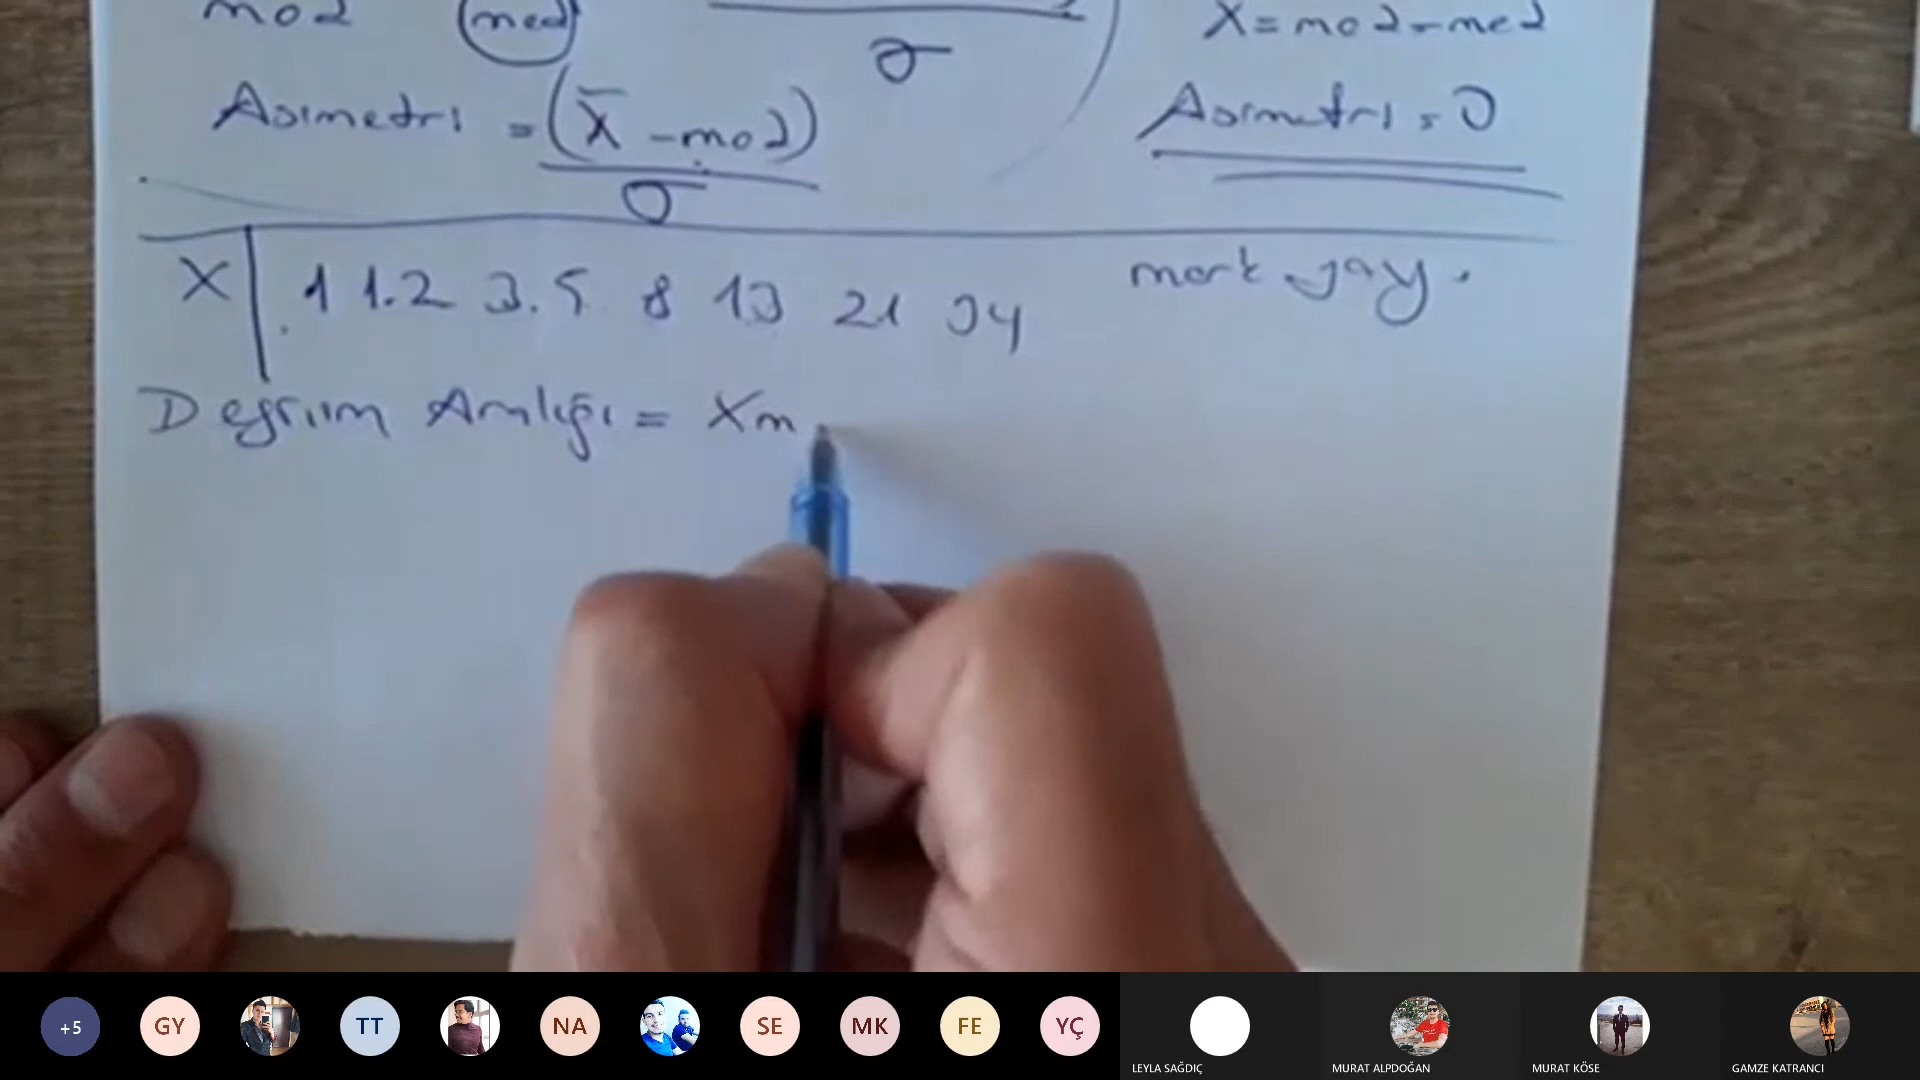 mod med σ X=mod=med
Asimetri = (X̄ - mod) Asimetri = 0
σ
X 1 1.2 3.5 8 13 21 34 merk yay.
Değişim Aralığı = Xm
+5 GY TT NA SE MK FE YÇ
LEYLA SAĞDIÇ MURAT ALPDOĞAN MURAT KÖSE GAMZE KATRANCI